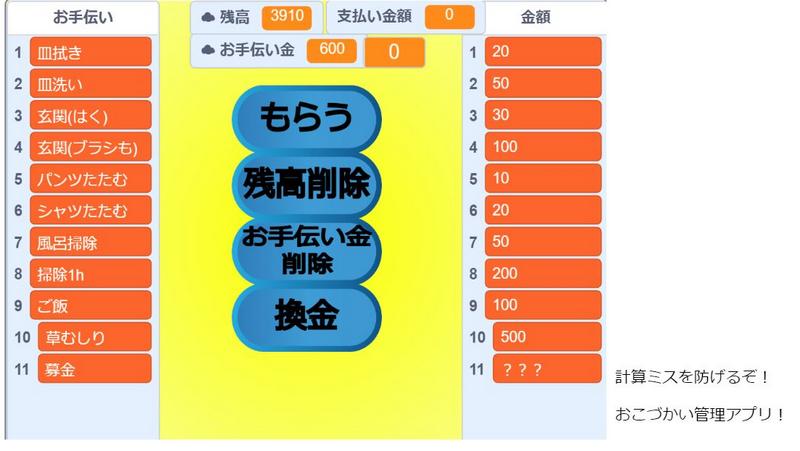 お手伝い
1 皿拭き
2 皿洗い
3 玄関(はく)
4 玄関(ブラシも)
5 パンツたたむ
6 シャツたたむ
7 風呂掃除
8 掃除1h
9 ご飯
10 草むしり
11 募金
残高 3910
支払い金額 0
お手伝い金 600
0
もらう
残高削除
お手伝い金
削除
換金
金額
1 20
2 50
3 30
4 100
5 10
6 20
7 50
8 200
9 100
10 500
11 ？？？
計算ミスを防げるぞ！
おこづかい管理アプリ！